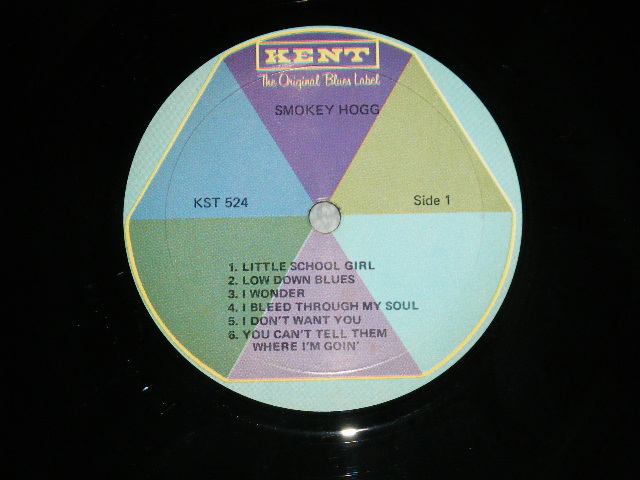 KENT
The Original Blues Label
SMOKEY HOGG
KST 524
Side 1
1. LITTLE SCHOOL GIRL
2. LOW DOWN BLUES
3. I WONDER
4. I BLEED THROUGH MY SOUL
5. I DON'T WANT YOU
6. YOU CAN'T TELL THEM
WHERE I'M GOIN'